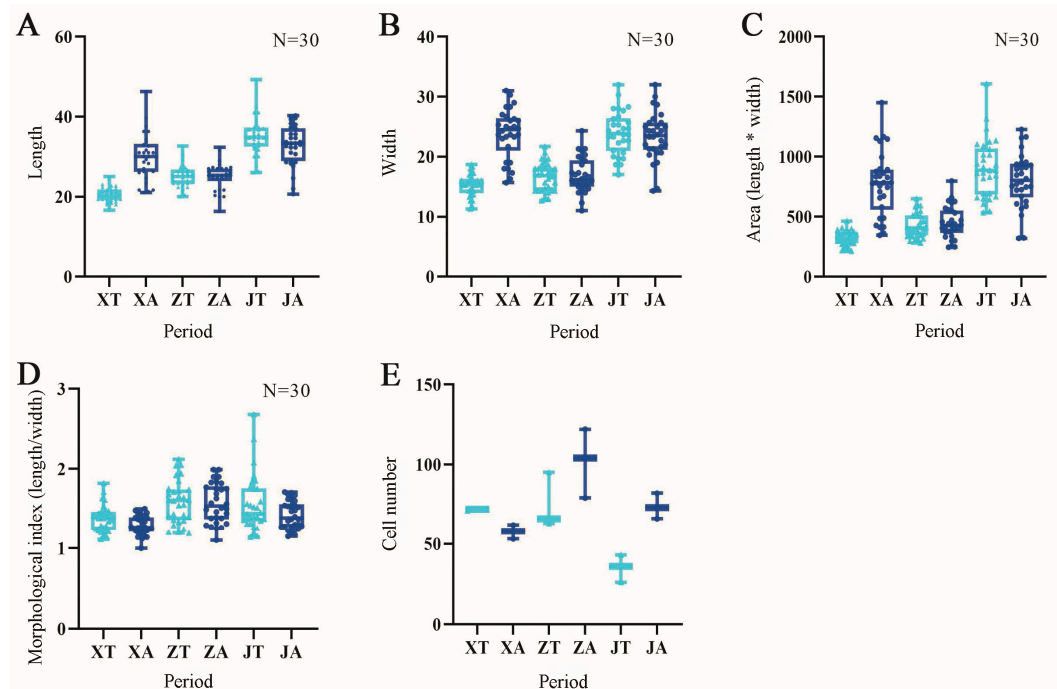 A
N=30
Length
60
40
20
0
XT XA ZT ZA JT JA
Period
B
N=30
Width
40
30
20
10
0
XT XA ZT ZA JT JA
Period
C
N=30
Area (length * width)
2000
1500
1000
500
0
XT XA ZT ZA JT JA
Period
D
N=30
Morphological index (length/width)
3
2
1
0
XT XA ZT ZA JT JA
Period
E
Cell number
150
100
50
0
XT XA ZT ZA JT JA
Period